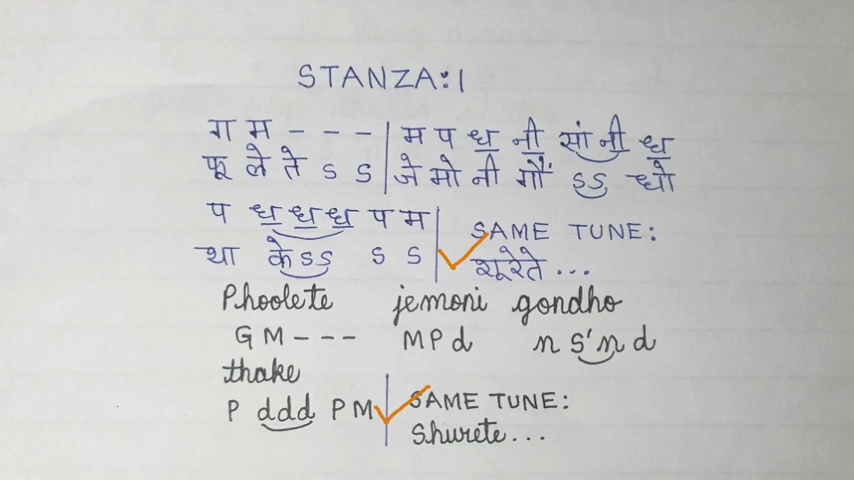 STANZA:1
ग म - - - | म प ध॒ नी॒ सां नी॒ ध॒
फू ले ते ऽ ऽ | जे मो नी गौं ऽऽ धो
प ध॒ ध॒ ध॒ प म | SAME TUNE:
था केऽऽ ऽ ऽ | शूरेते ...
Phoolete jemoni gondho
G M - - - M P d n S' n d
thake
P ddd P M | SAME TUNE:
Shurete...